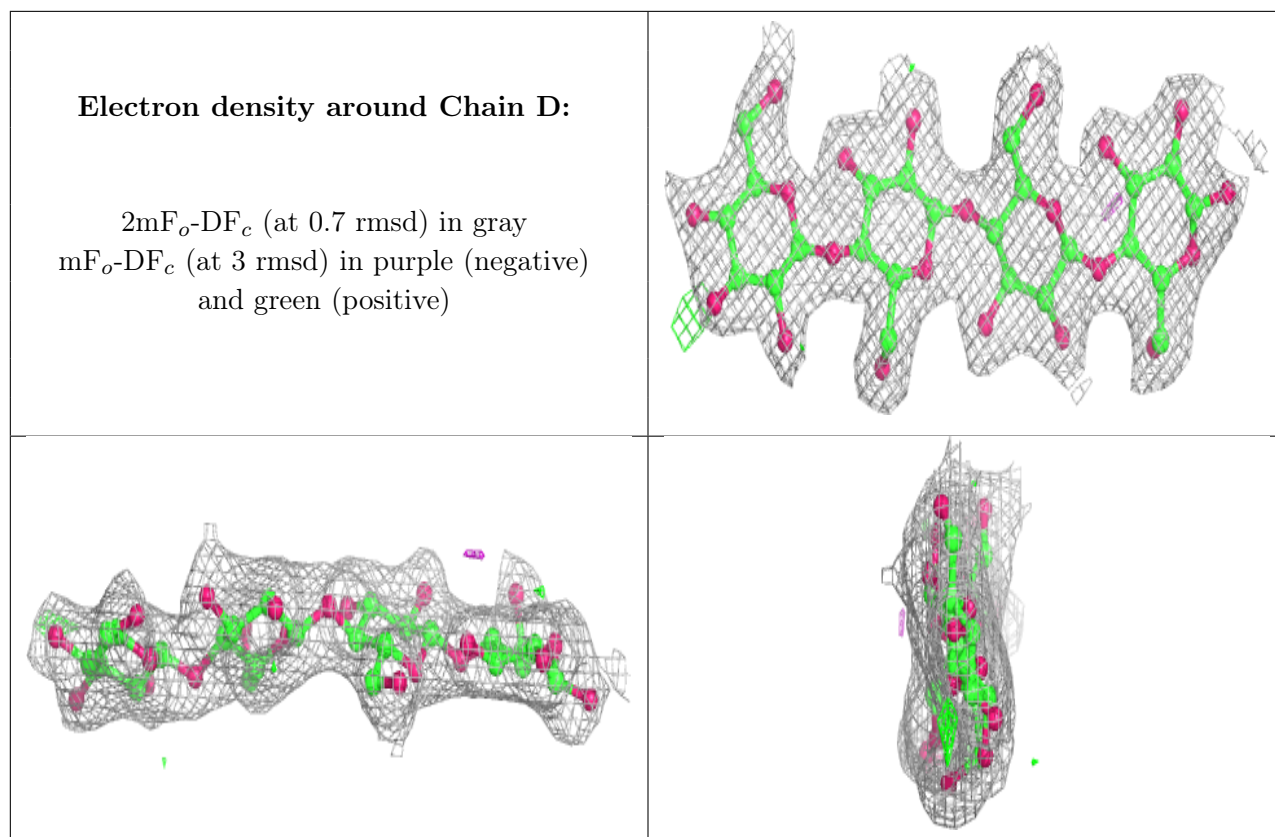 Electron density around Chain D:
2mFₒ-DF𝒸 (at 0.7 rmsd) in gray
mFₒ-DF𝒸 (at 3 rmsd) in purple (negative)
and green (positive)